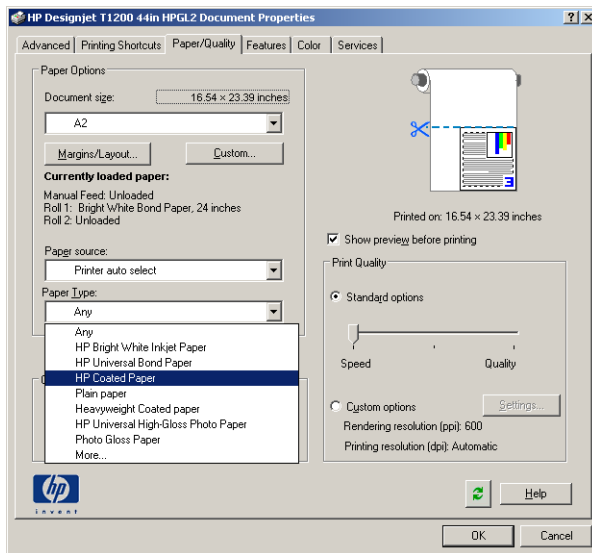 HP Designjet T1200 44in HPGL2 Document Properties
Advanced Printing Shortcuts Paper/Quality Features Color Services
Paper Options
Document size: 16.54 × 23.39 inches
A2
Margins/Layout... Custom...
Currently loaded paper:
Manual Feed: Unloaded
Roll 1: Bright White Bond Paper, 24 inches
Roll 2: Unloaded
Paper source:
Printer auto select
Paper Type:
Any
Any
HP Bright White Inkjet Paper
HP Universal Bond Paper
HP Coated Paper
Plain paper
Heavyweight Coated paper
HP Universal High-Gloss Photo Paper
Photo Gloss Paper
More...
3
Printed on: 16.54 × 23.39 inches
Show preview before printing
Print Quality
Standard options
Speed Quality
Custom options Settings...
Rendering resolution (ppi): 600
Printing resolution (dpi): Automatic
hp
invent
Help
OK Cancel